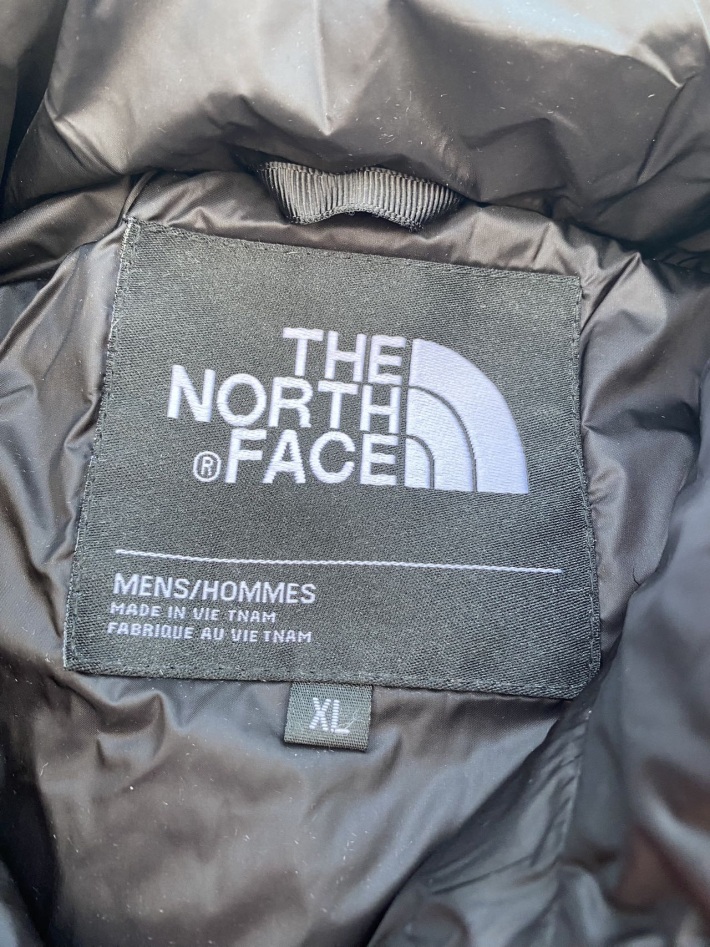 THE
NORTH
®FACE
MENS/HOMMES
MADE IN VIE TNAM
FABRIQUE AU VIE TNAM
XL